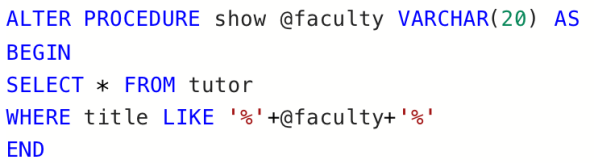 ALTER PROCEDURE show @faculty VARCHAR(20) AS
BEGIN
SELECT * FROM tutor
WHERE title LIKE '%'+@faculty+'%'
END